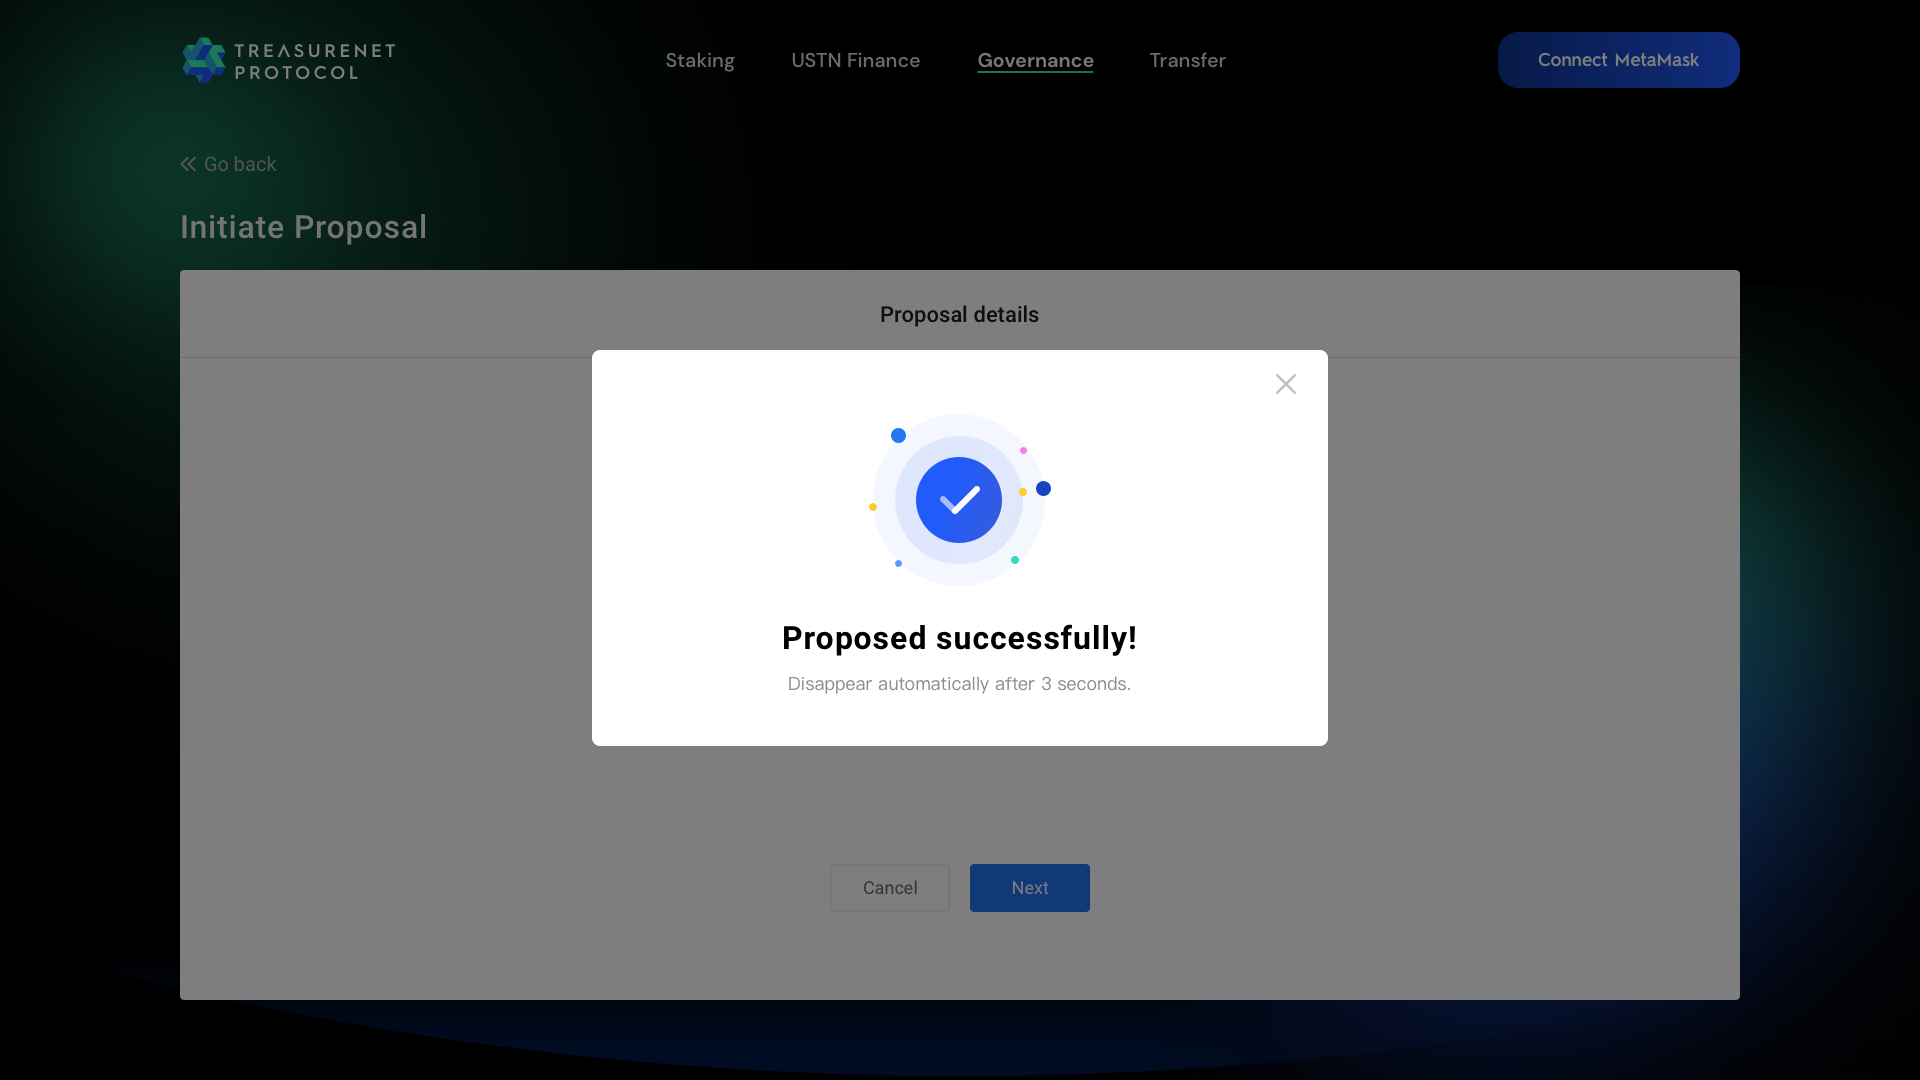 TREASURENET
PROTOCOL
Staking
USTN Finance
Governance
Transfer
Connect MetaMask
Go back
Initiate Proposal
Proposal details
Proposed successfully!
Disappear automatically after 3 seconds.
Cancel
Next